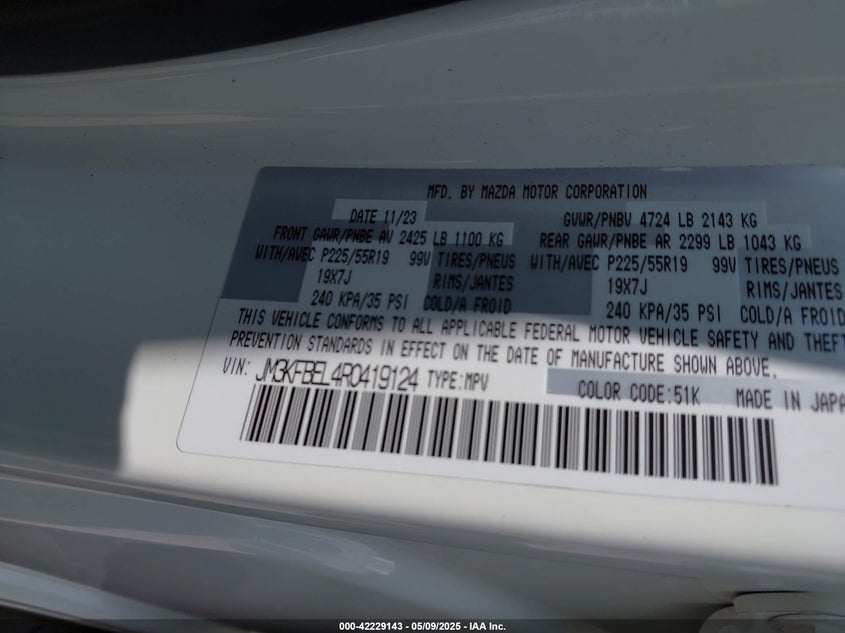 MFD. BY MAZDA MOTOR CORPORATION
DATE 11/23 GVWR/PNBV 4724 LB 2143 KG
FRONT GAWR/PNBE AV 2425 LB 1100 KG REAR GAWR/PNBE AR 2299 LB 1043 KG
WITH/AVEC P225/55R19 99V TIRES/PNEUS WITH/AVEC P225/55R19 99V TIRES/PNEUS
19X7J RIMS/JANTES 19X7J RIMS/JANTES
240 KPA/35 PSI COLD/A FROID 240 KPA/35 PSI COLD/A FROID
THIS VEHICLE CONFORMS TO ALL APPLICABLE FEDERAL MOTOR VEHICLE SAFETY AND THEFT
PREVENTION STANDARDS IN EFFECT ON THE DATE OF MANUFACTURE SHOWN ABOVE.
VIN: JM3KFBEL4R0419124 TYPE:MPV COLOR CODE:51K MADE IN JAPA
000-42229143 - 05/09/2025 - IAA Inc.